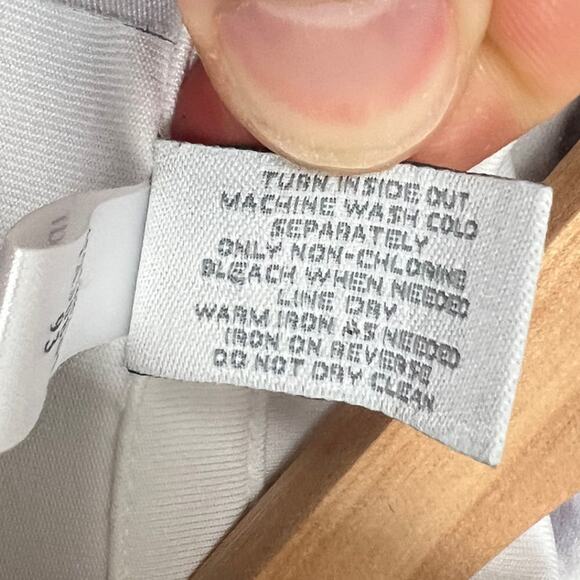 TURN INSIDE OUT
MACHINE WASH COLD
SEPARATELY
ONLY NON-CHLORINE
BLEACH WHEN NEEDED
LINE DRY
WARM IRON AS NEEDED
IRON ON REVERSE
DO NOT DRY CLEAN